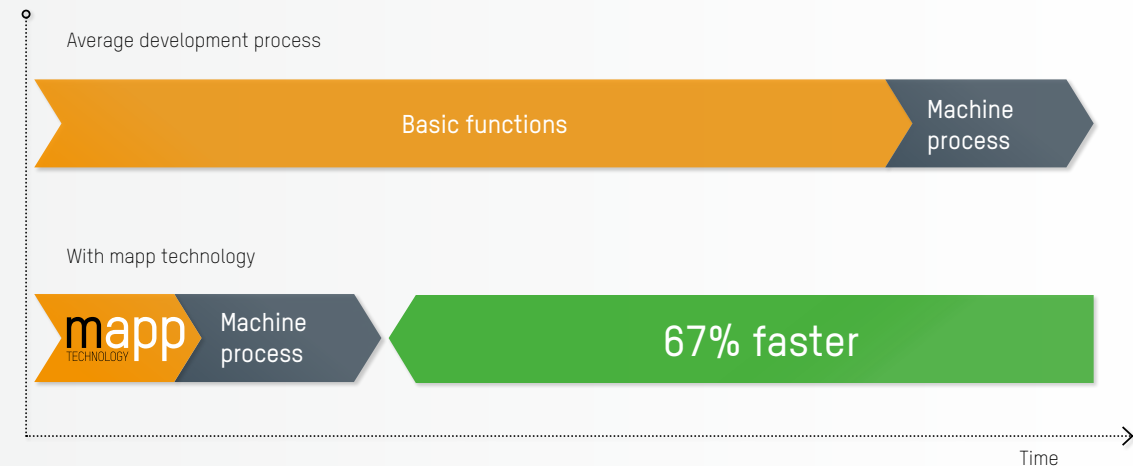 Average development process
Basic functions
Machine
process
With mapp technology
mapp
TECHNOLOGY
Machine
process
67% faster
Time